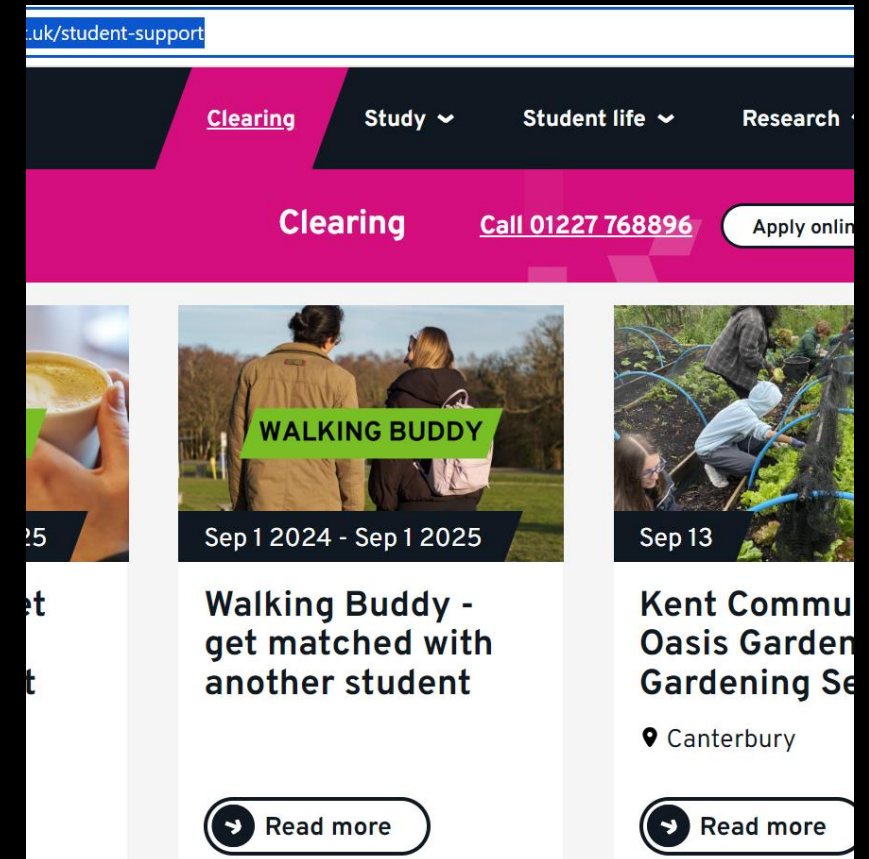 .uk/student-support
Clearing
Study
Student life
Research
Clearing
Call 01227 768896
Apply onlin
WALKING BUDDY
25
Sep 1 2024 - Sep 1 2025
Sep 13
et
t
Walking Buddy -
get matched with
another student
Kent Commu
Oasis Garden
Gardening Se
Canterbury
Read more
Read more